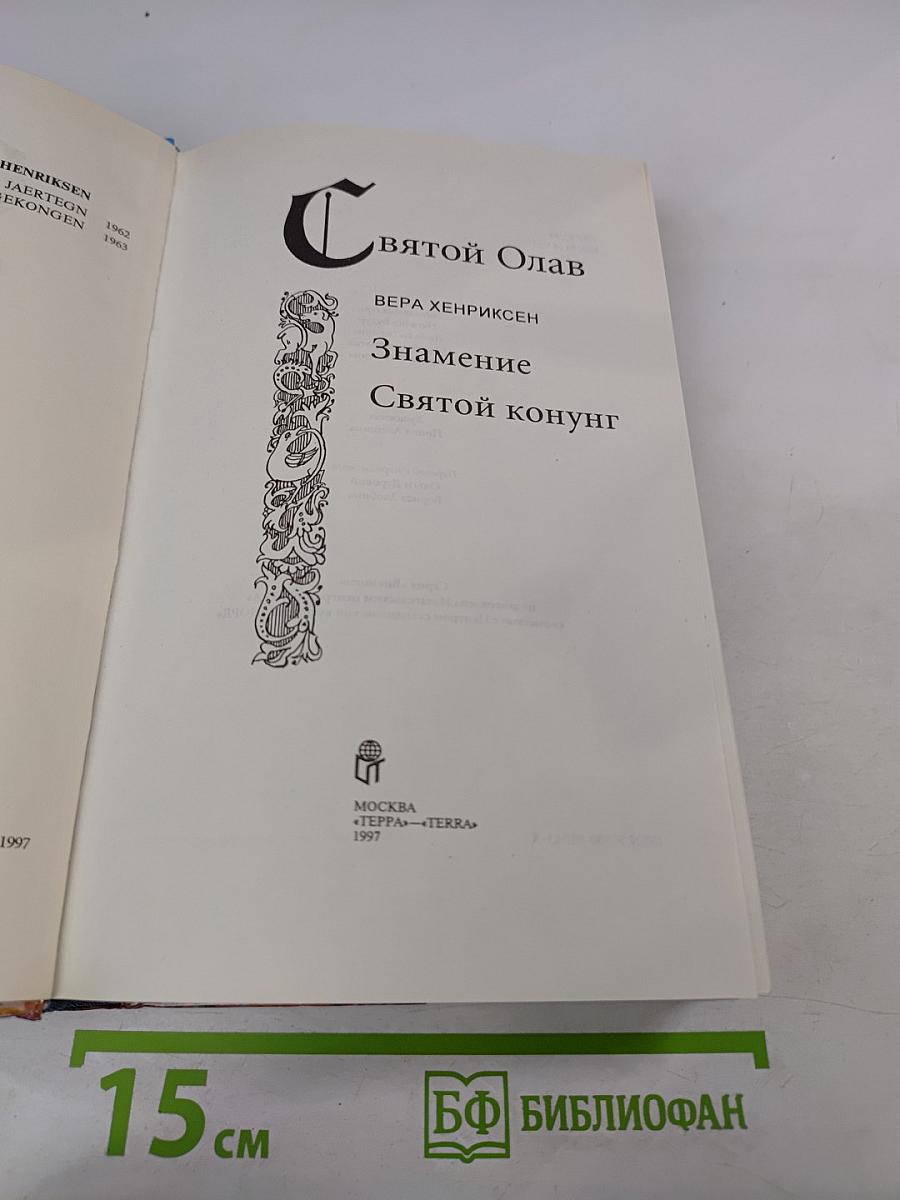 HENRIKSEN
JAERTEGN 1962
GEKONGEN 1963
1997
Святой Олав
ВЕРА ХЕНРИКСЕН
Знамение
Святой конунг
МОСКВА
«ТЕРРА»—«TERRA»
1997
15 см
БФ БИБЛИОФАН